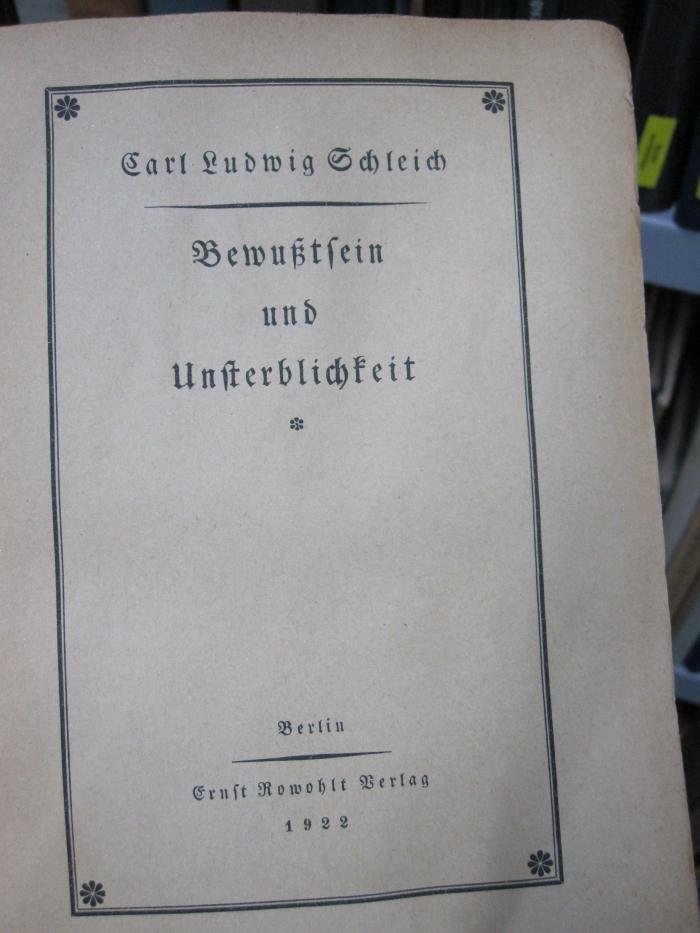 Carl Ludwig Schleich
Bewußtſein
und
Unſterblichkeit
Berlin
Ernſt Rowohlt Verlag
1922